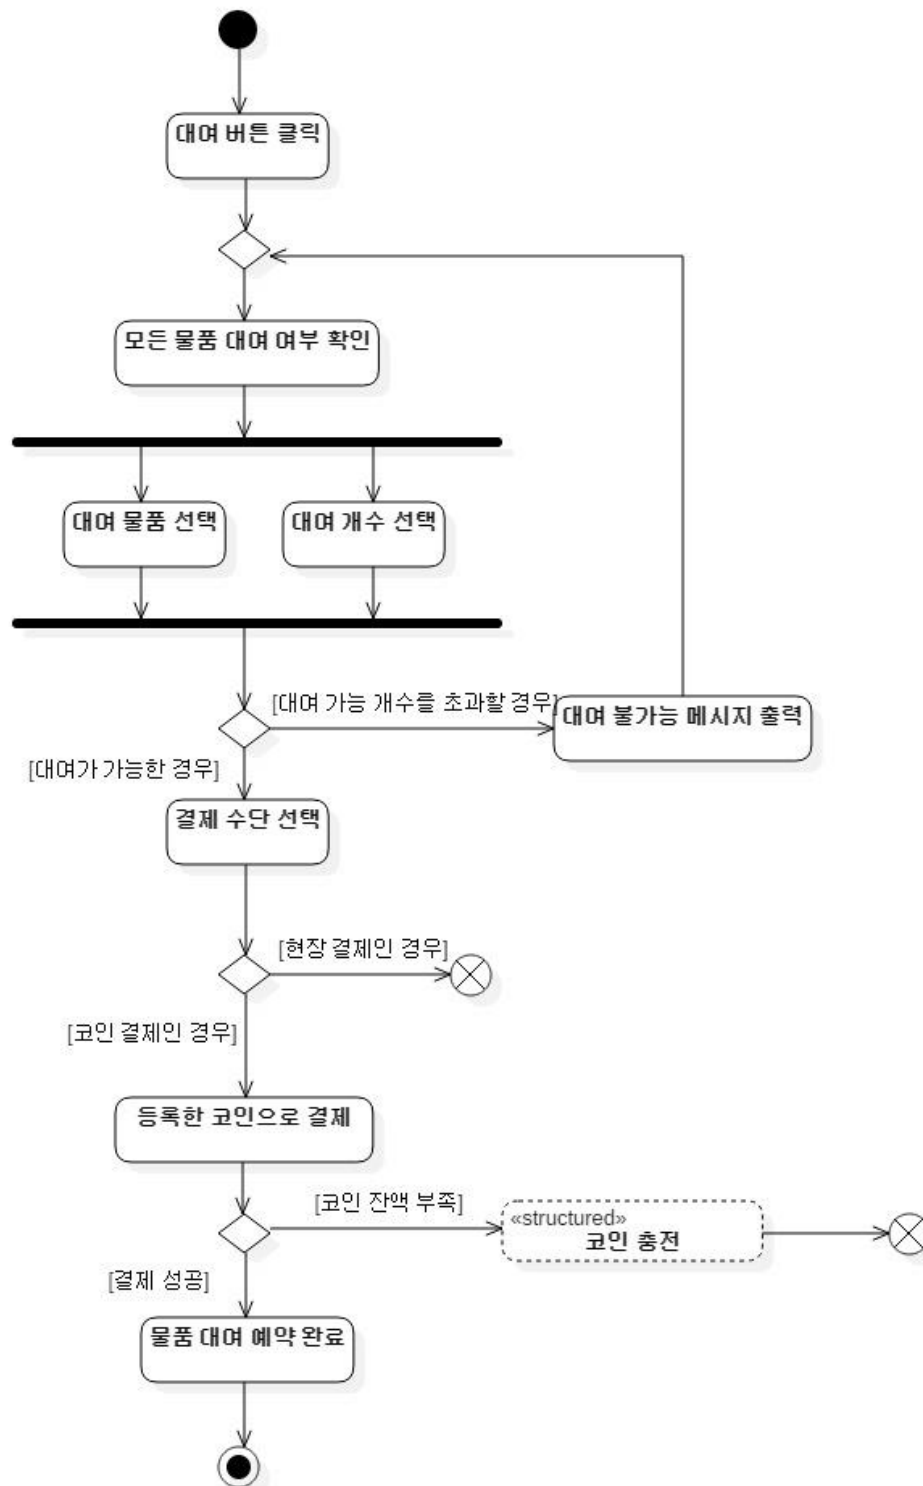 대여 버튼 클릭
모든 물품 대여 여부 확인
대여 물품 선택
대여 개수 선택
[대여 가능 개수를 초과할 경우]
대여 불가능 메시지 출력
[대여가 가능한 경우]
결제 수단 선택
[현장 결제인 경우]
[코인 결제인 경우]
등록한 코인으로 결제
[코인 잔액 부족]
«structured»
코인 충전
[결제 성공]
물품 대여 예약 완료